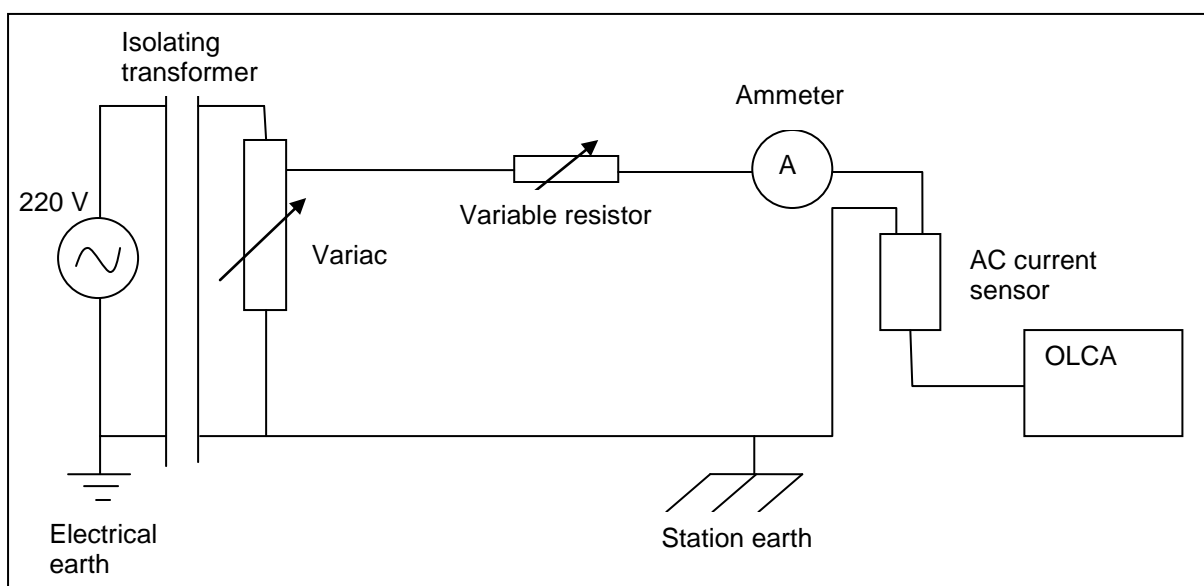 Isolating
transformer
Ammeter
A
220 V
Variable resistor
Variac
AC current
sensor
OLCA
Electrical
earth
Station earth